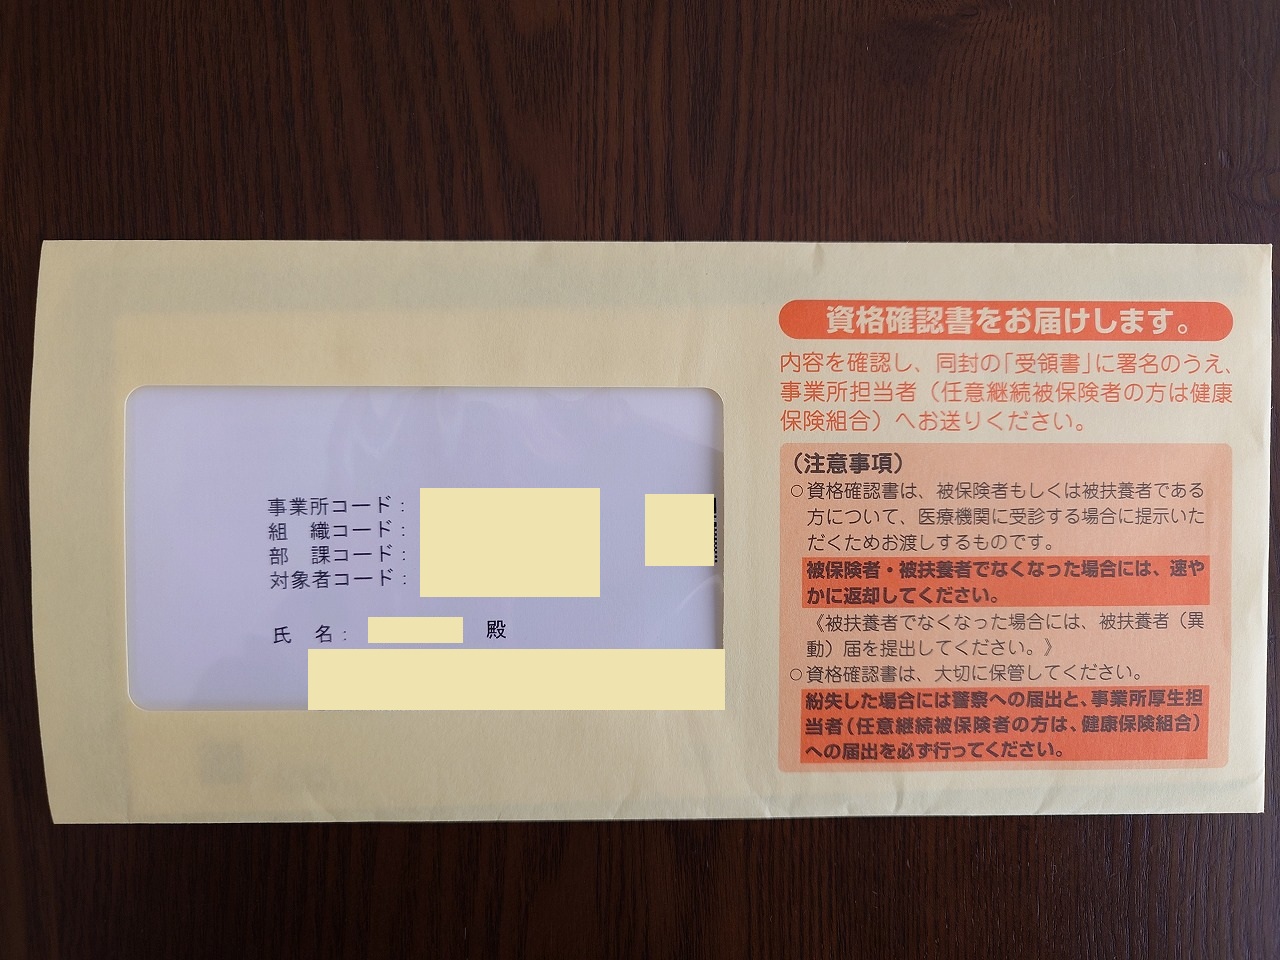 事業所コード：
組　織コード：
部　課コード：
対象者コード：
氏　名：　殿
資格確認書をお届けします。
内容を確認し、同封の「受領書」に署名のうえ、
事業所担当者（任意継続被保険者の方は健康
保険組合）へお送りください。
（注意事項）
○資格確認書は、被保険者もしくは被扶養者である
方について、医療機関に受診する場合に提示いた
だくためお渡しするものです。
被保険者・被扶養者でなくなった場合には、速や
かに返却してください。
《被扶養者でなくなった場合には、被扶養者（異
動）届を提出してください。》
○資格確認書は、大切に保管してください。
紛失した場合には警察への届出と、事業所厚生担
当者（任意継続被保険者の方は、健康保険組合）
への届出を必ず行ってください。